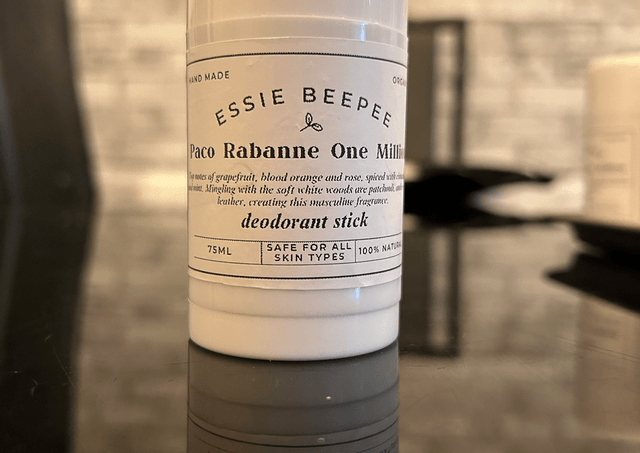 HAND MADE
ESSIE BEEPEE
Paco Rabanne One Million
notes of grapefruit, blood orange and rose, spiced with
mint. Mingling with the soft white woods are patchouli,
leather, creating this masculine fragrance.
deodorant stick
75ML
SAFE FOR ALL
SKIN TYPES
100% NATURAL